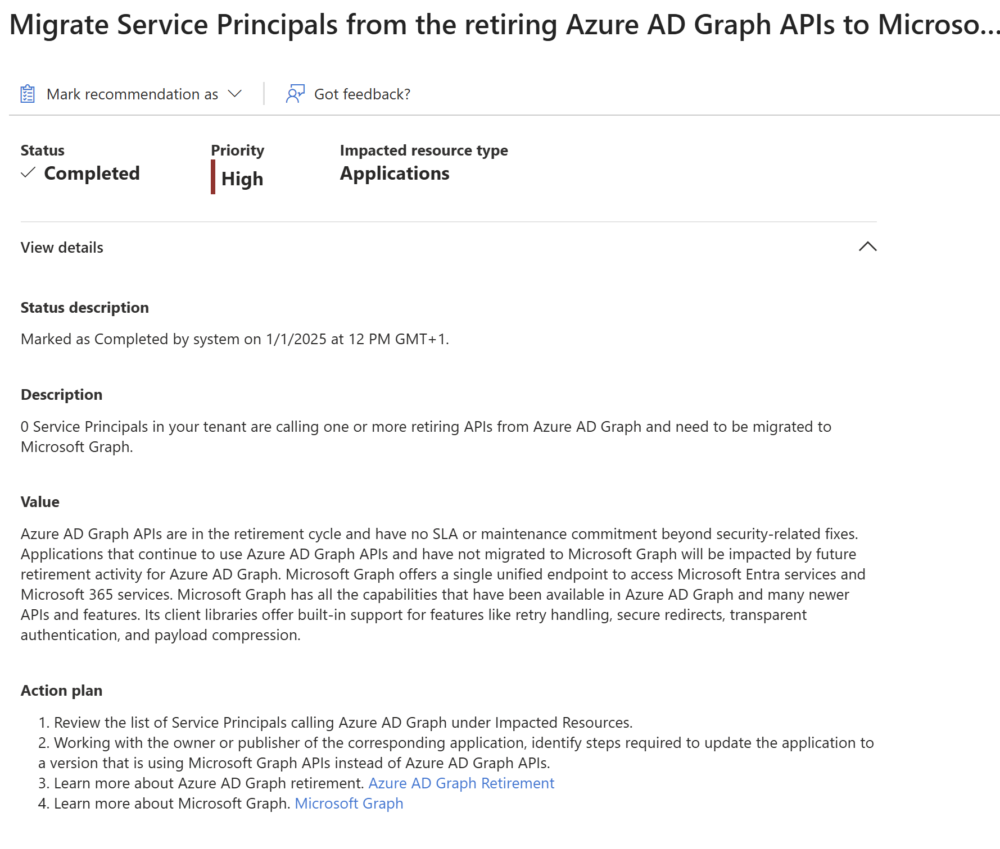 Migrate Service Principals from the retiring Azure AD Graph APIs to Microso...
Mark recommendation as
Got feedback?
Status
Priority
Impacted resource type
Completed
High
Applications
View details
Status description
Marked as Completed by system on 1/1/2025 at 12 PM GMT+1.
Description
0 Service Principals in your tenant are calling one or more retiring APIs from Azure AD Graph and need to be migrated to
Microsoft Graph.
Value
Azure AD Graph APIs are in the retirement cycle and have no SLA or maintenance commitment beyond security-related fixes.
Applications that continue to use Azure AD Graph APIs and have not migrated to Microsoft Graph will be impacted by future
retirement activity for Azure AD Graph. Microsoft Graph offers a single unified endpoint to access Microsoft Entra services and
Microsoft 365 services. Microsoft Graph has all the capabilities that have been available in Azure AD Graph and many newer
APIs and features. Its client libraries offer built-in support for features like retry handling, secure redirects, transparent
authentication, and payload compression.
Action plan
1. Review the list of Service Principals calling Azure AD Graph under Impacted Resources.
2. Working with the owner or publisher of the corresponding application, identify steps required to update the application to
a version that is using Microsoft Graph APIs instead of Azure AD Graph APIs.
3. Learn more about Azure AD Graph retirement. Azure AD Graph Retirement
4. Learn more about Microsoft Graph. Microsoft Graph